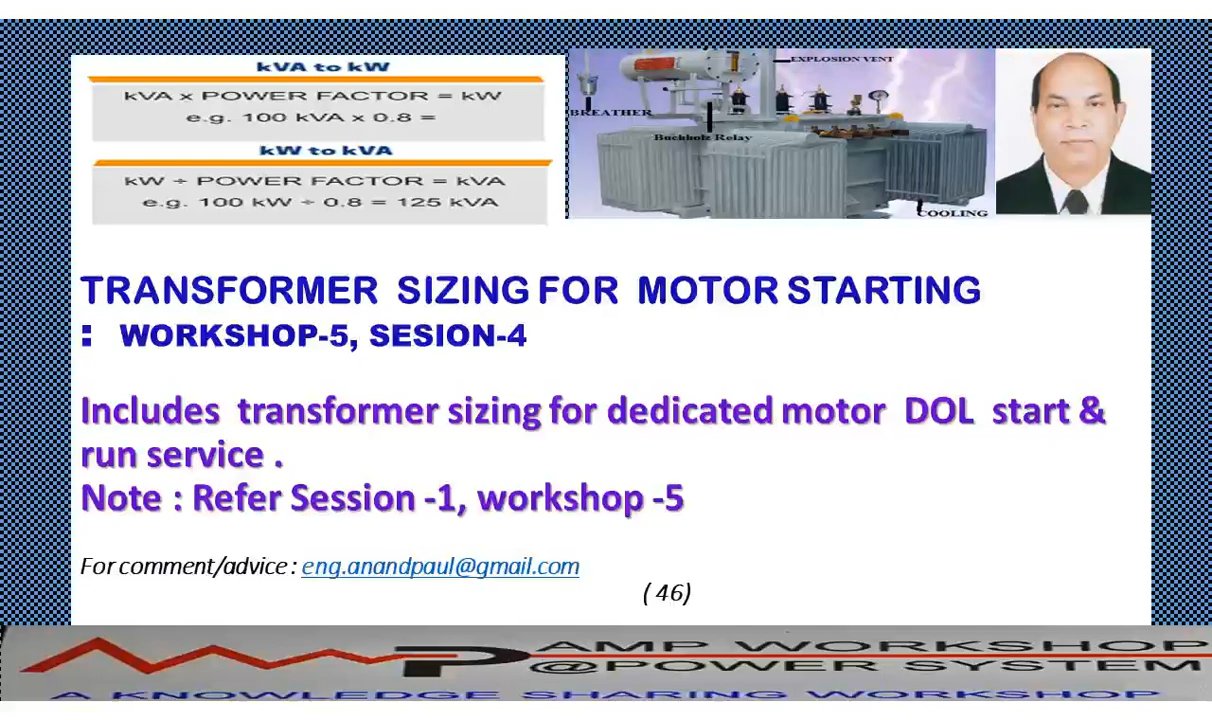 kVA to kW
kVA x POWER FACTOR = kW
e.g. 100 kVA x 0.8 =
kW to kVA
kW ÷ POWER FACTOR = kVA
e.g. 100 kW ÷ 0.8 = 125 kVA
EXPLOSION VENT
BREATHER
Buchholz Relay
COOLING
TRANSFORMER SIZING FOR MOTOR STARTING
: WORKSHOP-5, SESION-4
Includes transformer sizing for dedicated motor DOL start &
run service .
Note : Refer Session -1, workshop -5
For comment/advice : eng.anandpaul@gmail.com
( 46)
AMP WORKSHOP
@POWER SYSTEM
A KNOWLEDGE SHARING WORKSHOP